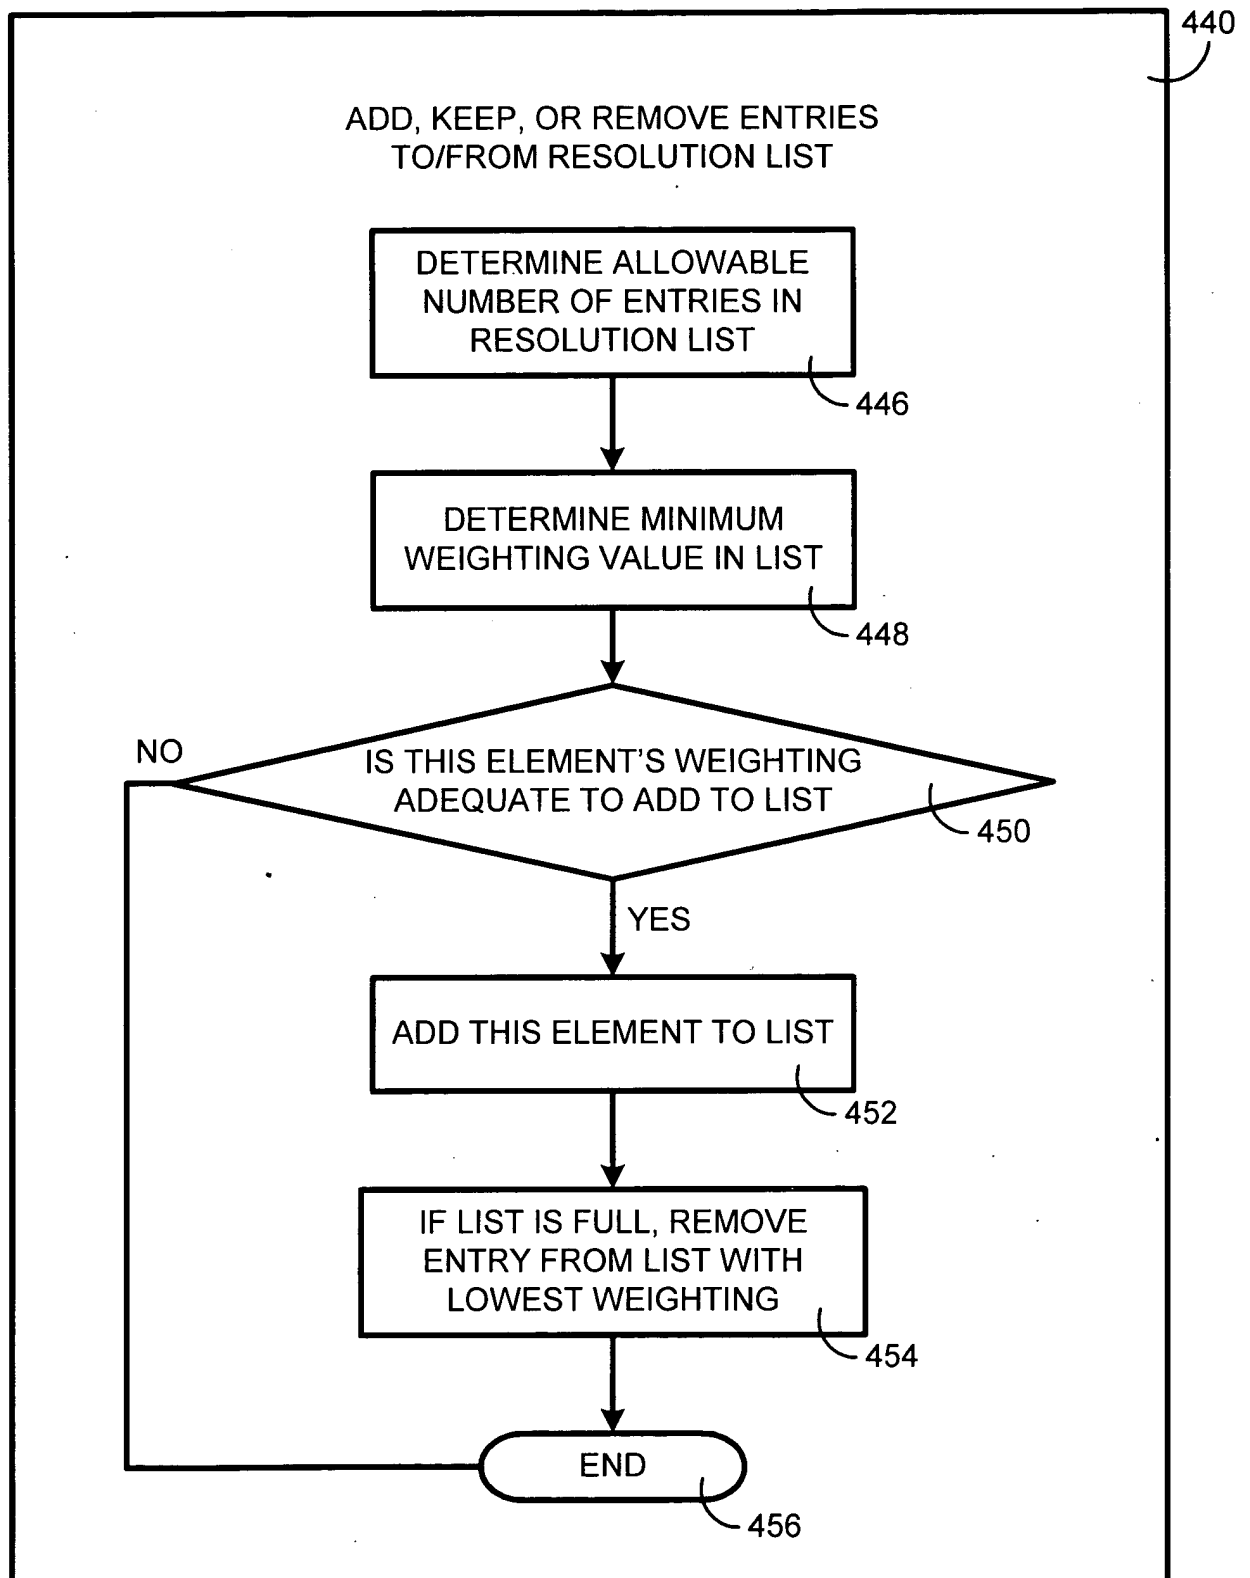 440
ADD, KEEP, OR REMOVE ENTRIES
TO/FROM RESOLUTION LIST
DETERMINE ALLOWABLE
NUMBER OF ENTRIES IN
RESOLUTION LIST
446
DETERMINE MINIMUM
WEIGHTING VALUE IN LIST
448
NO
IS THIS ELEMENT'S WEIGHTING
ADEQUATE TO ADD TO LIST
450
YES
ADD THIS ELEMENT TO LIST
452
IF LIST IS FULL, REMOVE
ENTRY FROM LIST WITH
LOWEST WEIGHTING
454
END
456